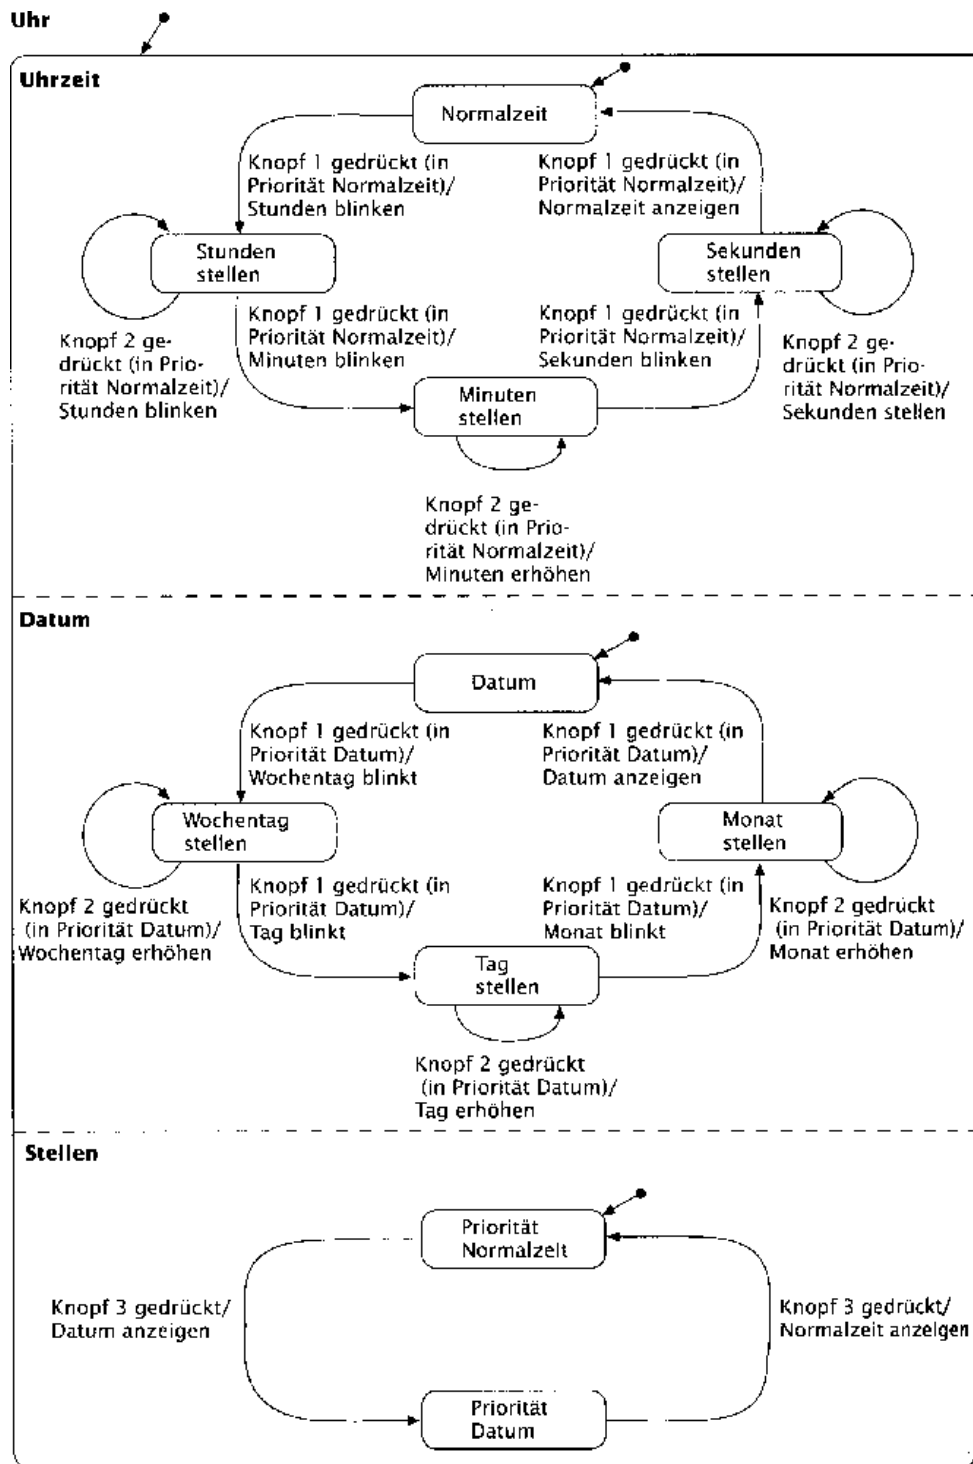 Uhr
Uhrzeit
Normalzeit
Knopf 1 gedrückt (in
Priorität Normalzeit)/
Stunden blinken
Knopf 1 gedrückt (in
Priorität Normalzeit)/
Normalzeit anzeigen
Stunden
stellen
Sekunden
stellen
Knopf 2 ge-
drückt (in Prio-
rität Normalzeit)/
Stunden blinken
Knopf 1 gedrückt (in
Priorität Normalzeit)/
Minuten blinken
Knopf 1 gedrückt (in
Priorität Normalzeit)/
Sekunden blinken
Knopf 2 ge-
drückt (in Prio-
rität Normalzeit)/
Sekunden stellen
Minuten
stellen
Knopf 2 ge-
drückt (in Prio-
rität Normalzeit)/
Minuten erhöhen
Datum
Datum
Knopf 1 gedrückt (in
Priorität Datum)/
Wochentag blinkt
Knopf 1 gedrückt (in
Priorität Datum)/
Datum anzeigen
Wochentag
stellen
Monat
stellen
Knopf 2 gedrückt
(in Priorität Datum)/
Wochentag erhöhen
Knopf 1 gedrückt (in
Priorität Datum)/
Tag blinkt
Knopf 1 gedrückt (in
Priorität Datum)/
Monat blinkt
Knopf 2 gedrückt
(in Priorität Datum)/
Monat erhöhen
Tag
stellen
Knopf 2 gedrückt
(in Priorität Datum)/
Tag erhöhen
Stellen
Priorität
Normalzeit
Knopf 3 gedrückt/
Datum anzeigen
Knopf 3 gedrückt/
Normalzeit anzeigen
Priorität
Datum